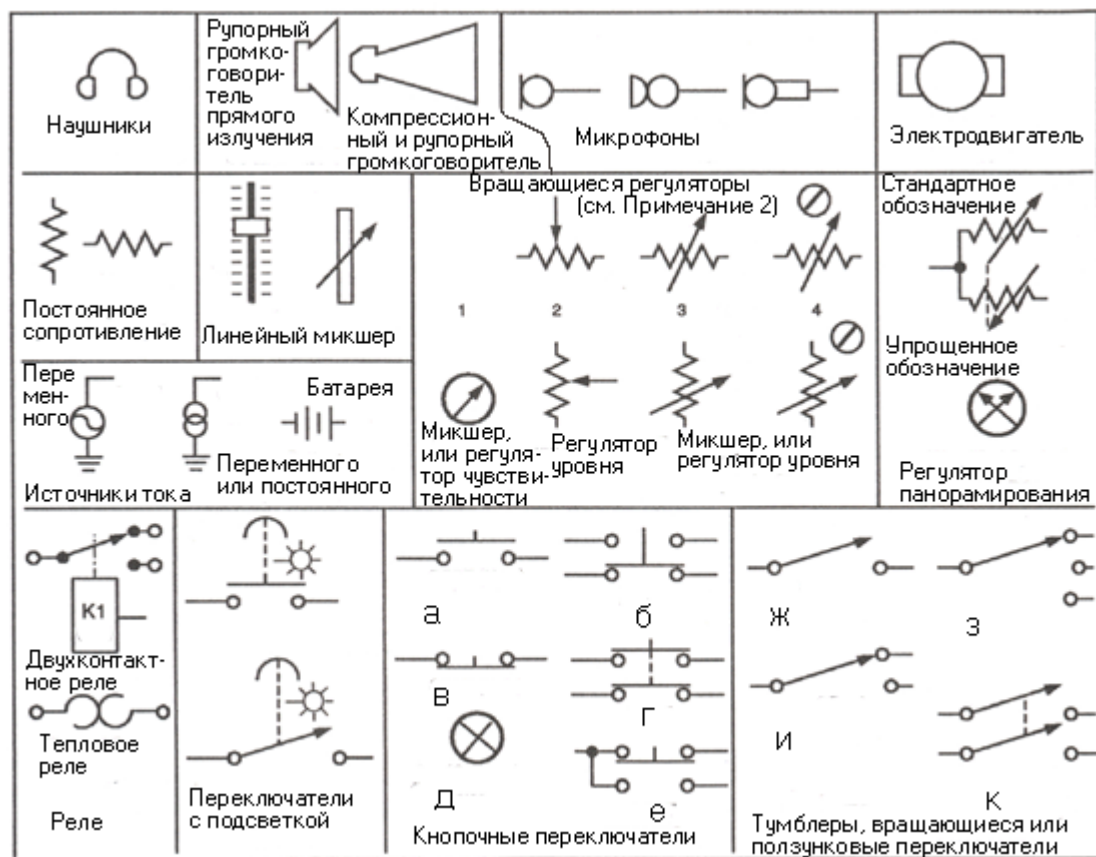 Наушники
Рупорный
громко-
говори-
тель
прямого
излучения
Компрессион-
ный и рупорный
громкоговоритель
Микрофоны
Электродвигатель
Постоянное
сопротивление
Линейный микшер
Вращающиеся регуляторы
(см. Примечание 2)
1
2
3
4
Микшер,
или регуля-
тор чувстви-
тельности
Регулятор
уровня
Микшер, или
регулятор уровня
Стандартное
обозначение
Упрощенное
обозначение
Регулятор
панорамирования
Пере
мен-
ного
Батарея
Переменного
или постоянного
Источники тока
K1
Двухконтакт-
ное реле
Тепловое
реле
Реле
Переключатели
с подсветкой
а
б
в
г
Д
е
Кнопочные переключатели
Ж
З
И
К
Тумблеры, вращающиеся или
ползунковые переключатели